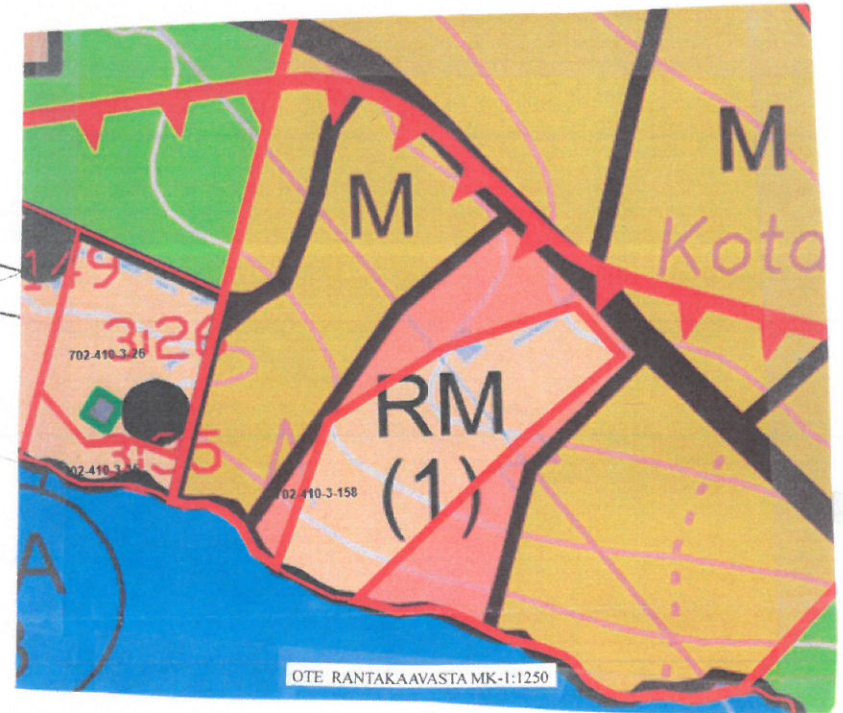 M
M
Kota
149
3:26
702-410-3-26
RM
(1)
3:35
702-410-3-158
A
OTE RANTAKAAVASTA MK-1:1250